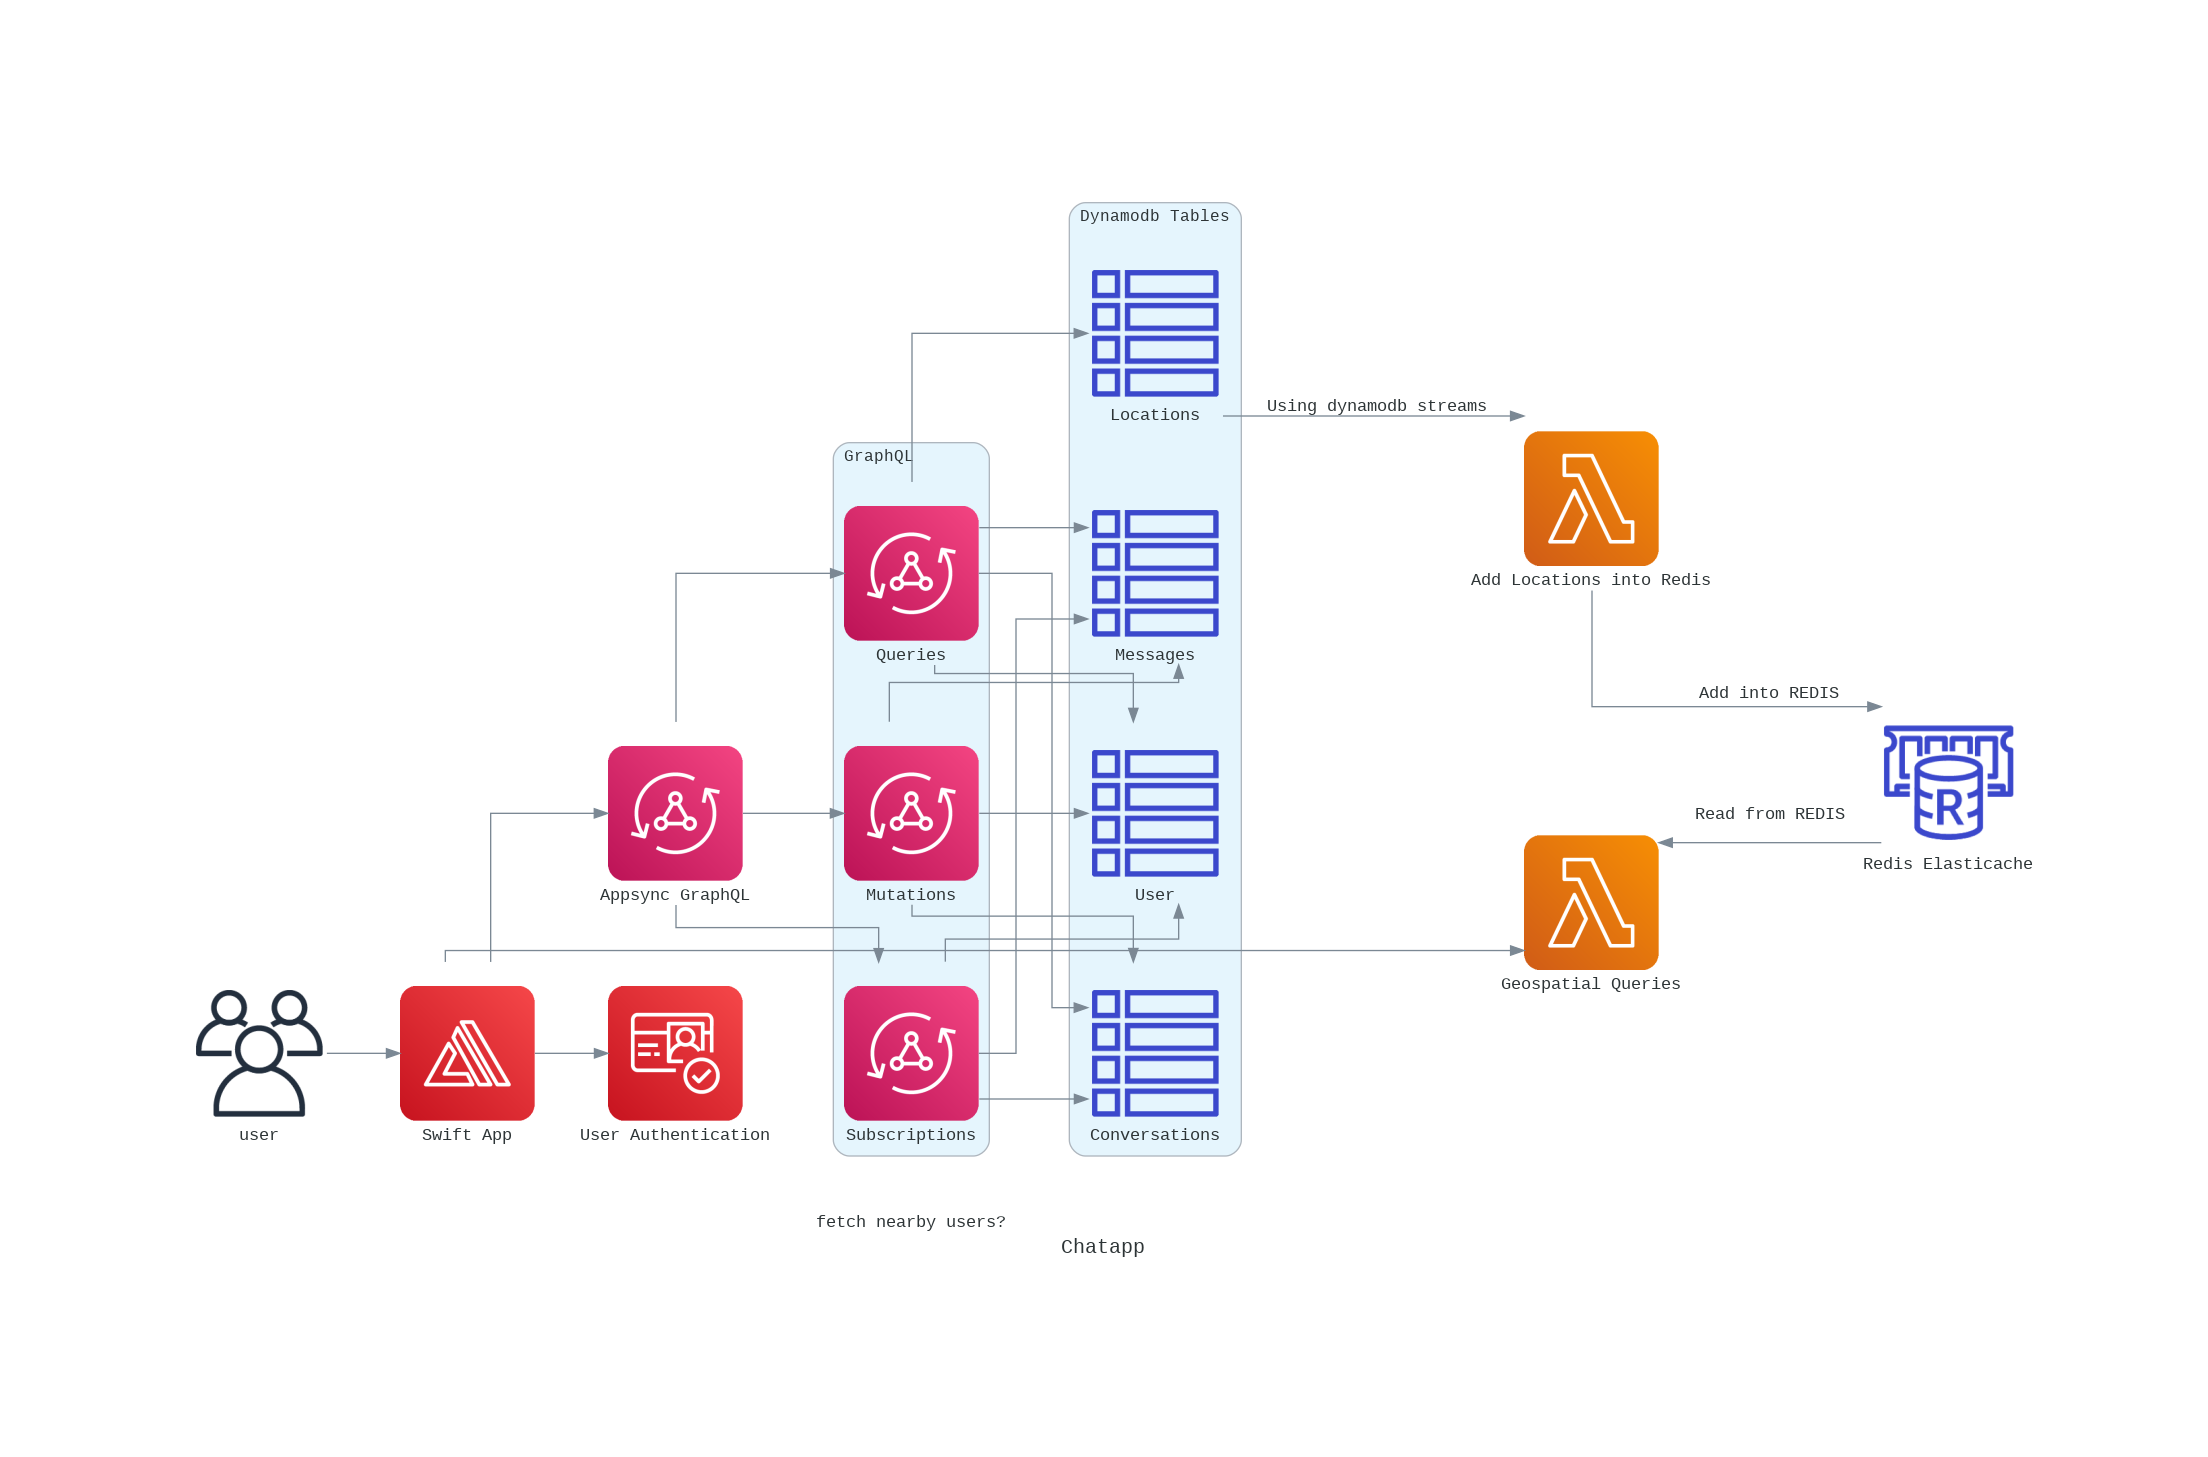 Dynamodb Tables
Locations
Using dynamodb streams
GraphQL
Add Locations into Redis
Queries
Messages
Add into REDIS
Read from REDIS
Redis Elasticache
Appsync GraphQL
Mutations
User
Geospatial Queries
user
Swift App
User Authentication
Subscriptions
Conversations
fetch nearby users?
Chatapp
R